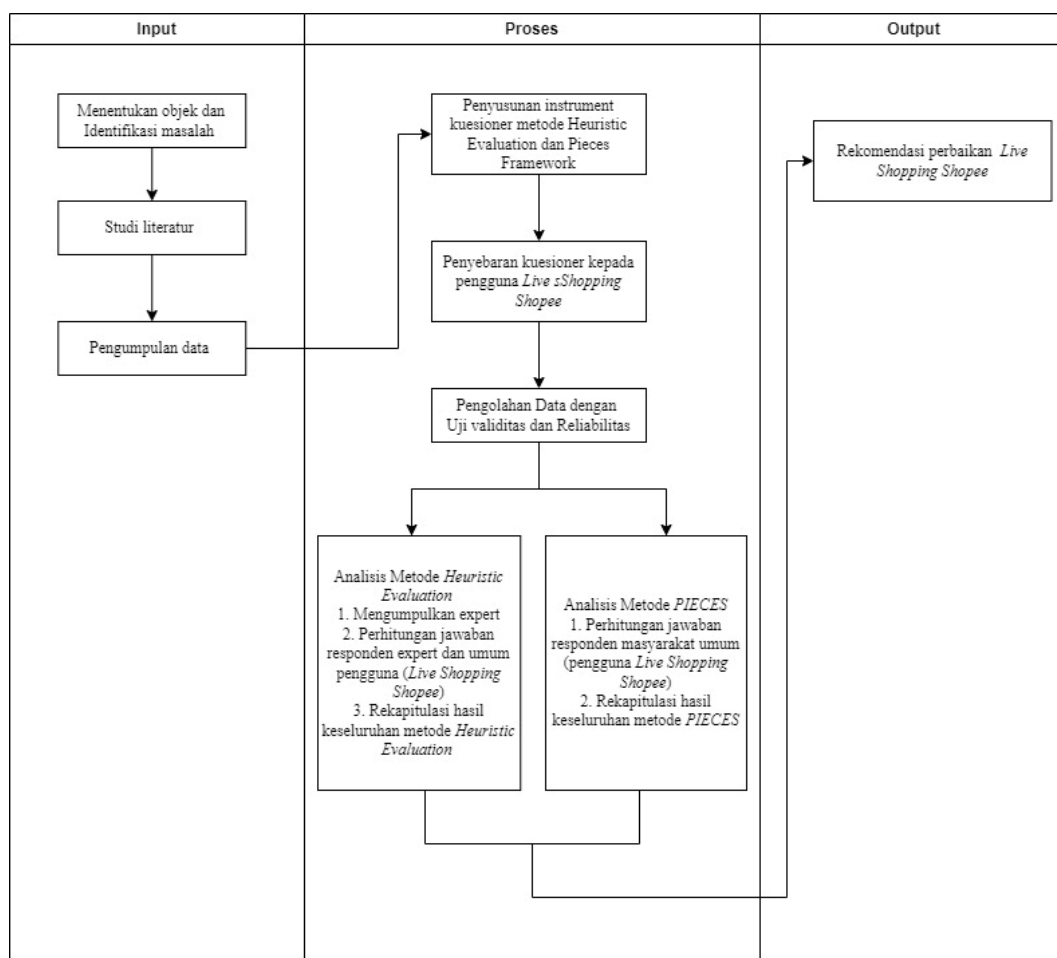 Input
Proses
Output
Menentukan objek dan
Identifikasi masalah
Studi literatur
Pengumpulan data
Penyusunan instrument
kuesioner metode Heuristic
Evaluation dan Pieces
Framework
Penyebaran kuesioner kepada
pengguna Live sShopping
Shopee
Pengolahan Data dengan
Uji validitas dan Reliabilitas
Analisis Metode Heuristic
Evaluation
1. Mengumpulkan expert
2. Perhitungan jawaban
responden expert dan umum
pengguna (Live Shopping
Shopee)
3. Rekapitulasi hasil
keseluruhan metode Heuristic
Evaluation
Analisis Metode PIECES
1. Perhitungan jawaban
responden masyarakat umum
(pengguna Live Shopping
Shopee)
2. Rekapitulasi hasil
keseluruhan metode PIECES
Rekomendasi perbaikan Live
Shopping Shopee